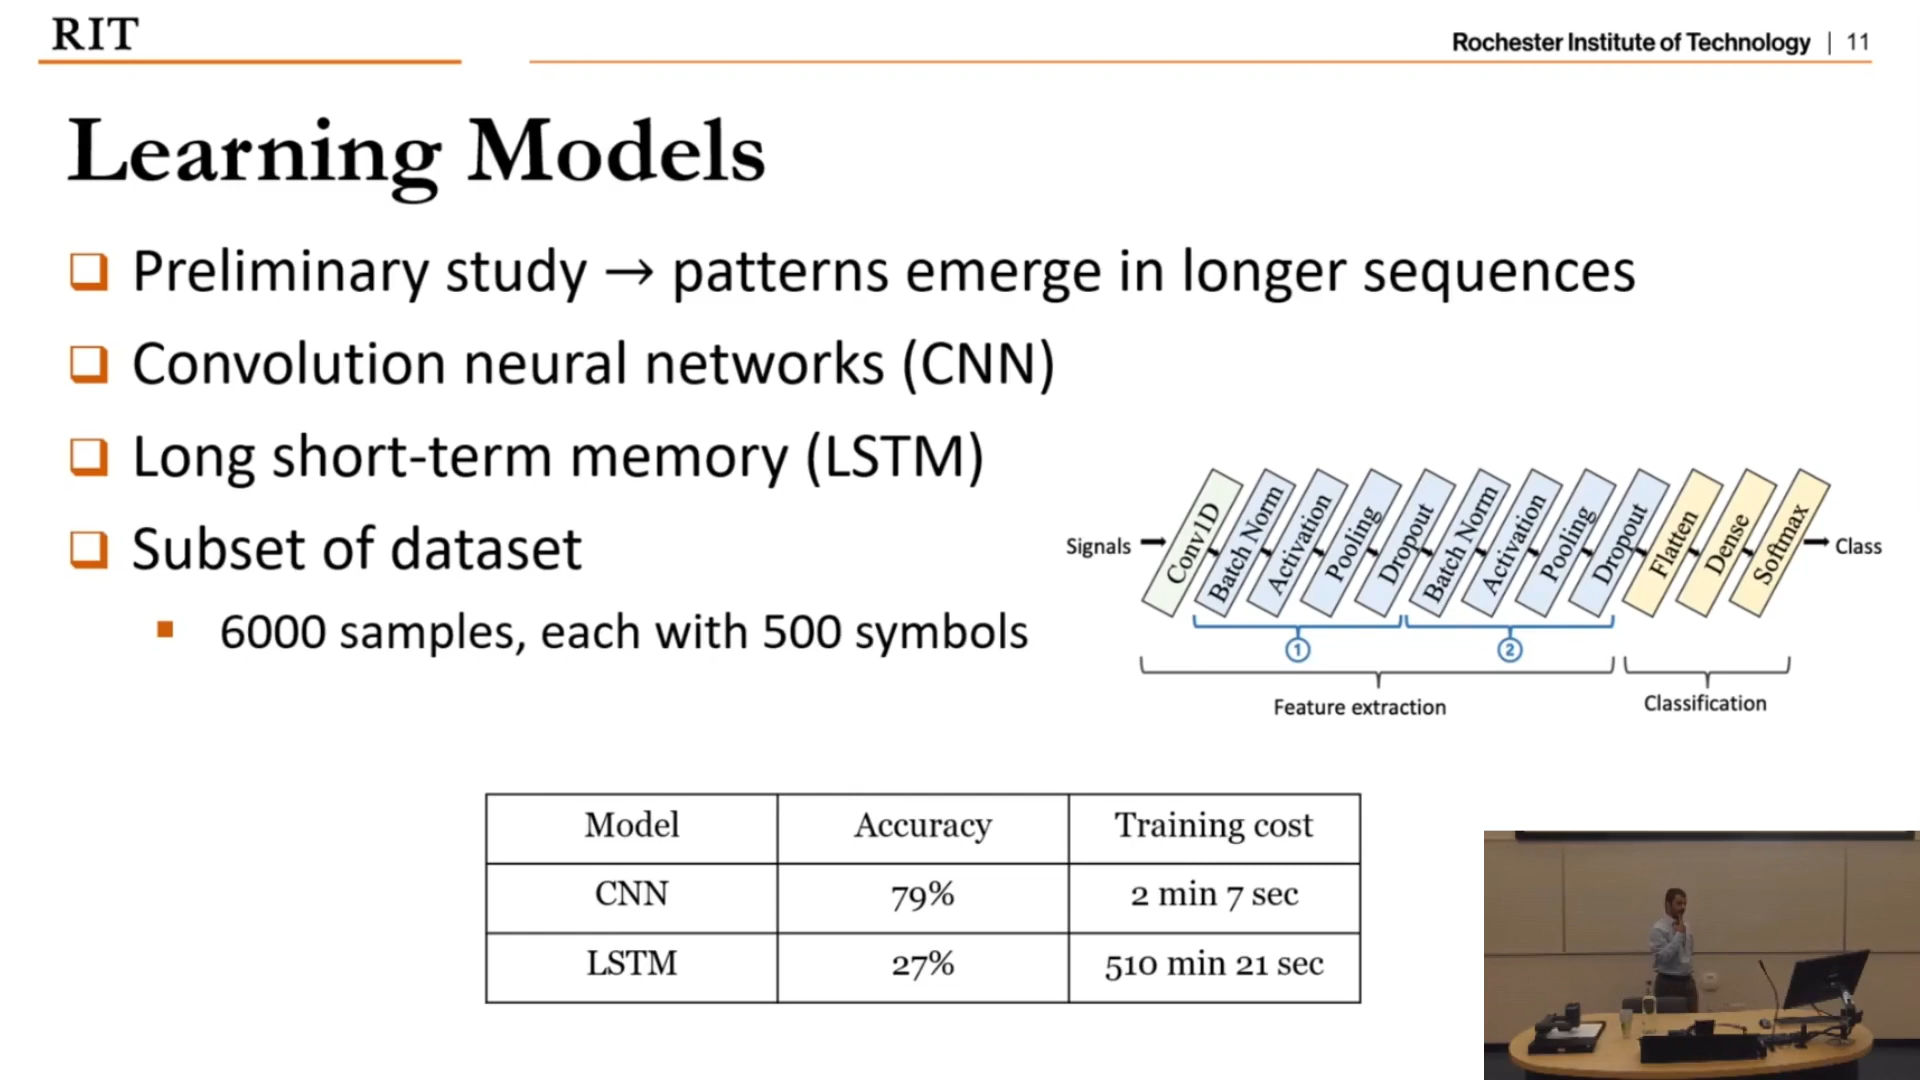 RIT
Rochester Institute of Technology | 11
Learning Models
Preliminary study → patterns emerge in longer sequences
Convolution neural networks (CNN)
Long short-term memory (LSTM)
Subset of dataset
6000 samples, each with 500 symbols
Signals
Conv1D
Batch Norm
Activation
Pooling
Dropout
Batch Norm
Activation
Pooling
Dropout
Flatten
Dense
Softmax
Class
1
2
Feature extraction
Classification
Model Accuracy Training cost
CNN 79% 2 min 7 sec
LSTM 27% 510 min 21 sec